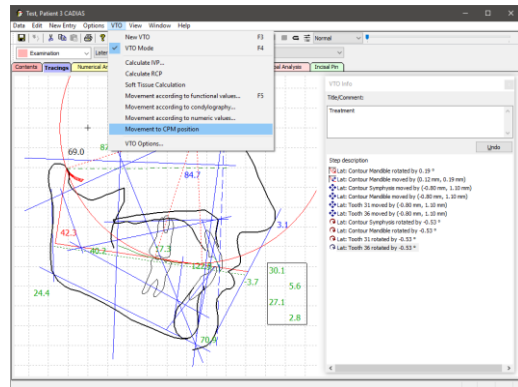 Test, Patient 3 CADIAS
Data Edit New Entry Options VTO View Window Help
Normal
Examination
Contents Tracings Numerical
Analysis Incisal Pin
New VTO F3
VTO Mode F4
Calculate IVP...
Calculate RCP
Soft Tissue Calculation
Movement according to functional values... F5
Movement according to condylography...
Movement according to numeric values...
Movement to CPM position
VTO Options...
69.0
84.7
42.3
40.2
17.3
3.1
24.4
-3.7
30.1
5.6
27.1
2.8
VTO Info
Title/Comment:
Treatment
Undo
Step description
Lat: Contour Mandible rotated by 0.19 °
Lat: Contour Mandible moved by (0.12 mm, 0.19 mm)
Lat: Contour Symphysis moved by (-0.80 mm, 1.10 mm)
Lat: Contour Mandible moved by (-0.80 mm, 1.10 mm)
Lat: Tooth 31 moved by (-0.80 mm, 1.10 mm)
Lat: Tooth 36 moved by (-0.80 mm, 1.10 mm)
Lat: Contour Symphysis rotated by -0.53 °
Lat: Contour Mandible rotated by -0.53 °
Lat: Tooth 31 rotated by -0.53 °
Lat: Tooth 36 rotated by -0.53 °